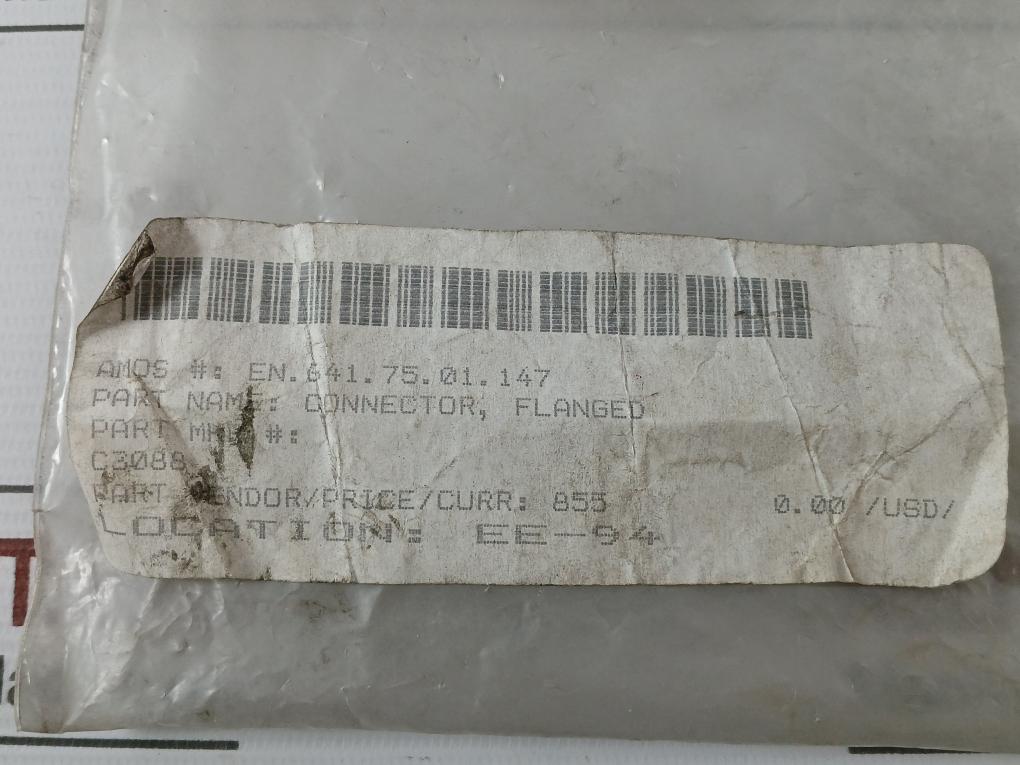 AMOS #: EN.641.75.01.147
PART NAME: CONNECTOR, FLANGED
PART #:
C3088
PART VENDOR/PRICE/CURR: 855 0.00 /USD/
LOCATION: EE-94